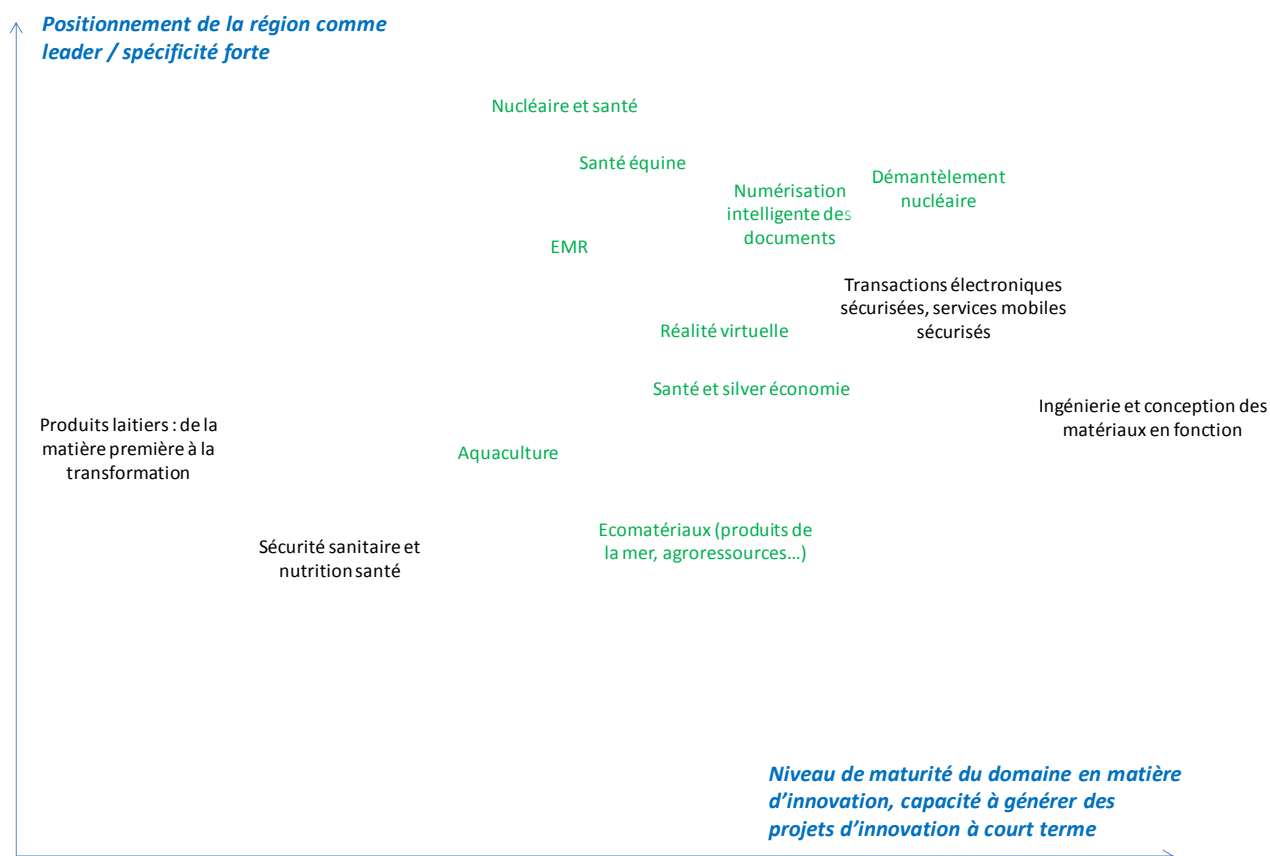 Positionnement de la région comme
leader / spécificité forte
Nucléaire et santé
Santé équine
Démantèlement
nucléaire
Numérisation
intelligente des
documents
EMR
Transactions électroniques
sécurisées, services mobiles
sécurisés
Réalité virtuelle
Santé et silver économie
Ingénierie et conception des
matériaux en fonction
Produits laitiers : de la
matière première à la
transformation
Aquaculture
Ecomatériaux (produits de
la mer, agroressources…)
Sécurité sanitaire et
nutrition santé
Niveau de maturité du domaine en matière
d’innovation, capacité à générer des
projets d’innovation à court terme